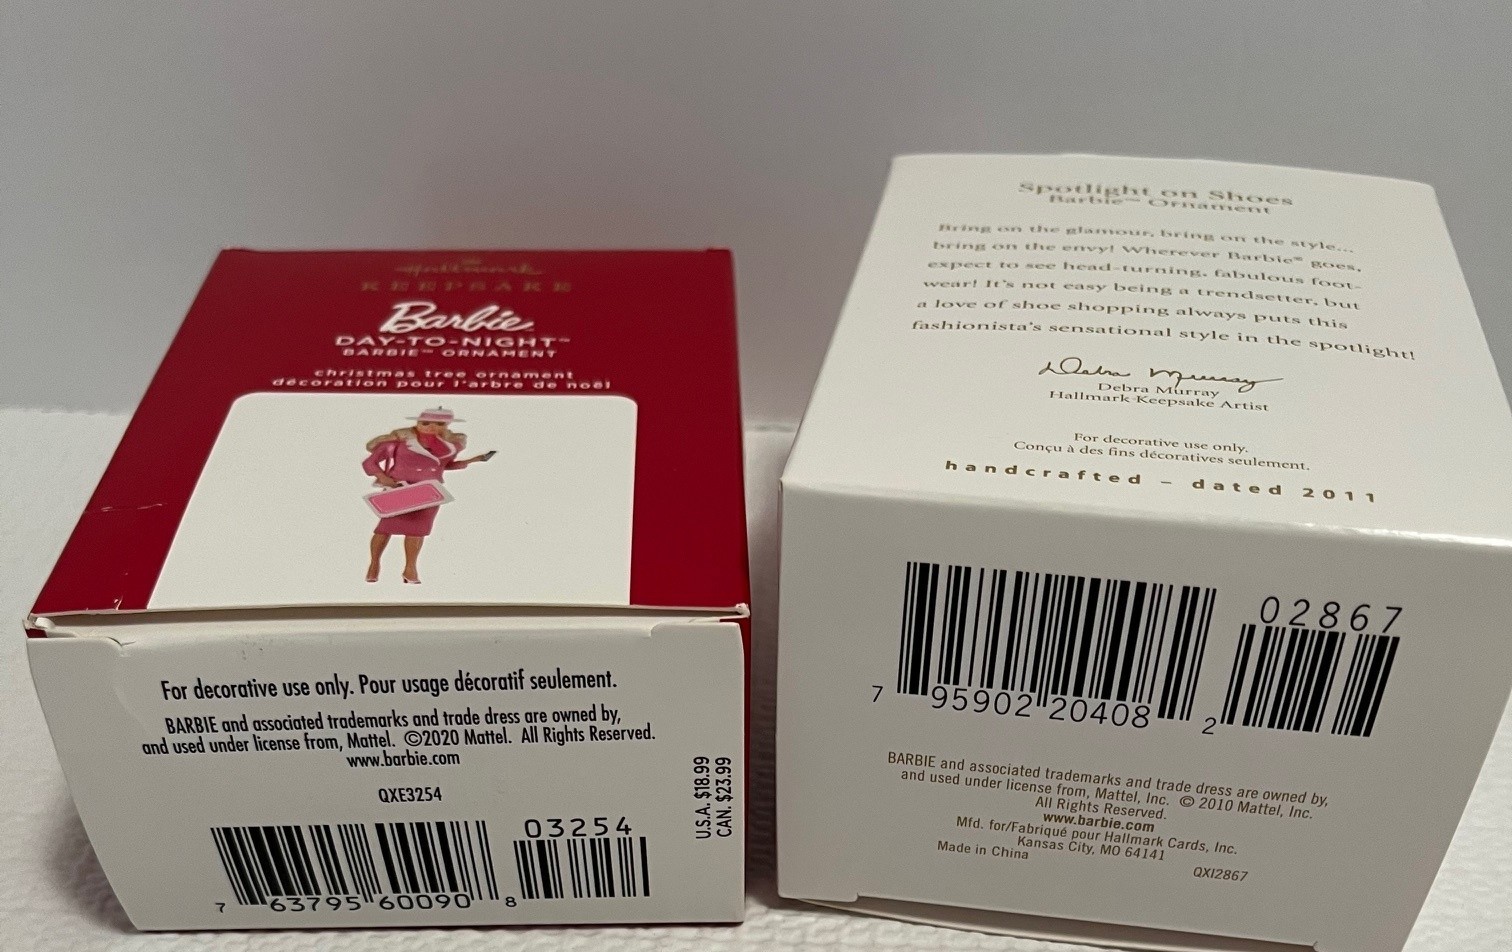 Hallmark
KEEPSAKE
Barbie
DAY-TO-NIGHT™
BARBIE™ ORNAMENT
christmas tree ornament
décoration pour l'arbre de noël
For decorative use only. Pour usage décoratif seulement.
BARBIE and associated trademarks and trade dress are owned by,
and used under license from, Mattel. ©2020 Mattel. All Rights Reserved.
www.barbie.com
QXE3254
U.S.A. $18.99
CAN. $23.99
03254
7 63795 60090 8
Spotlight on Shoes
Barbie™ Ornament
Bring on the glamour, bring on the style...
bring on the envy! Wherever Barbie® goes,
expect to see head-turning, fabulous foot-
wear! It's not easy being a trendsetter, but
a love of shoe shopping always puts this
fashionista's sensational style in the spotlight!
Debra Murray
Debra Murray
Hallmark Keepsake Artist
For decorative use only.
Conçu à des fins décoratives seulement.
handcrafted – dated 2011
02867
7 95902 20408 2
BARBIE and associated trademarks and trade dress are owned by,
and used under license from, Mattel, Inc. © 2010 Mattel, Inc.
All Rights Reserved.
www.barbie.com
Mfd. for/Fabriqué pour Hallmark Cards, Inc.
Kansas City, MO 64141
Made in China
QXI2867